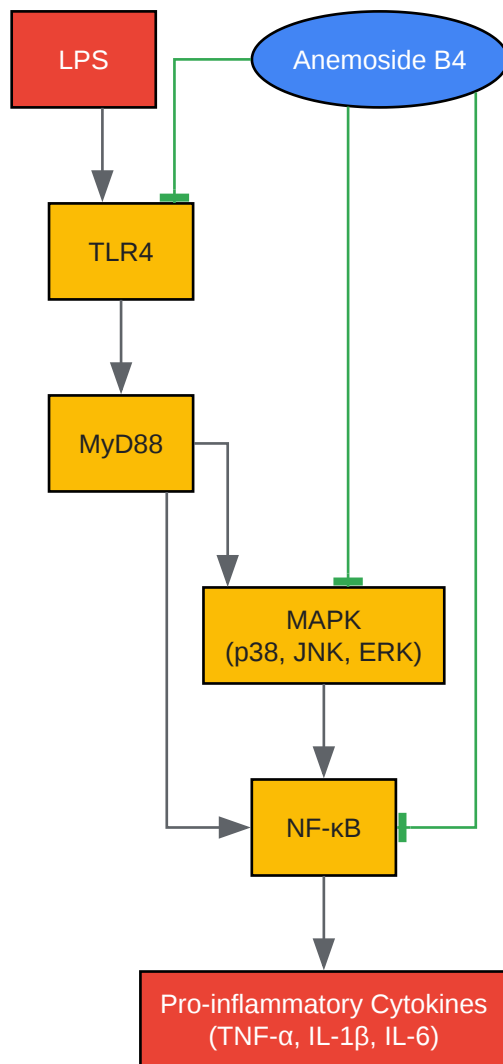 LPS
Anemoside B4
TLR4
MyD88
MAPK
(p38, JNK, ERK)
NF-κB
Pro-inflammatory Cytokines
(TNF-α, IL-1β, IL-6)